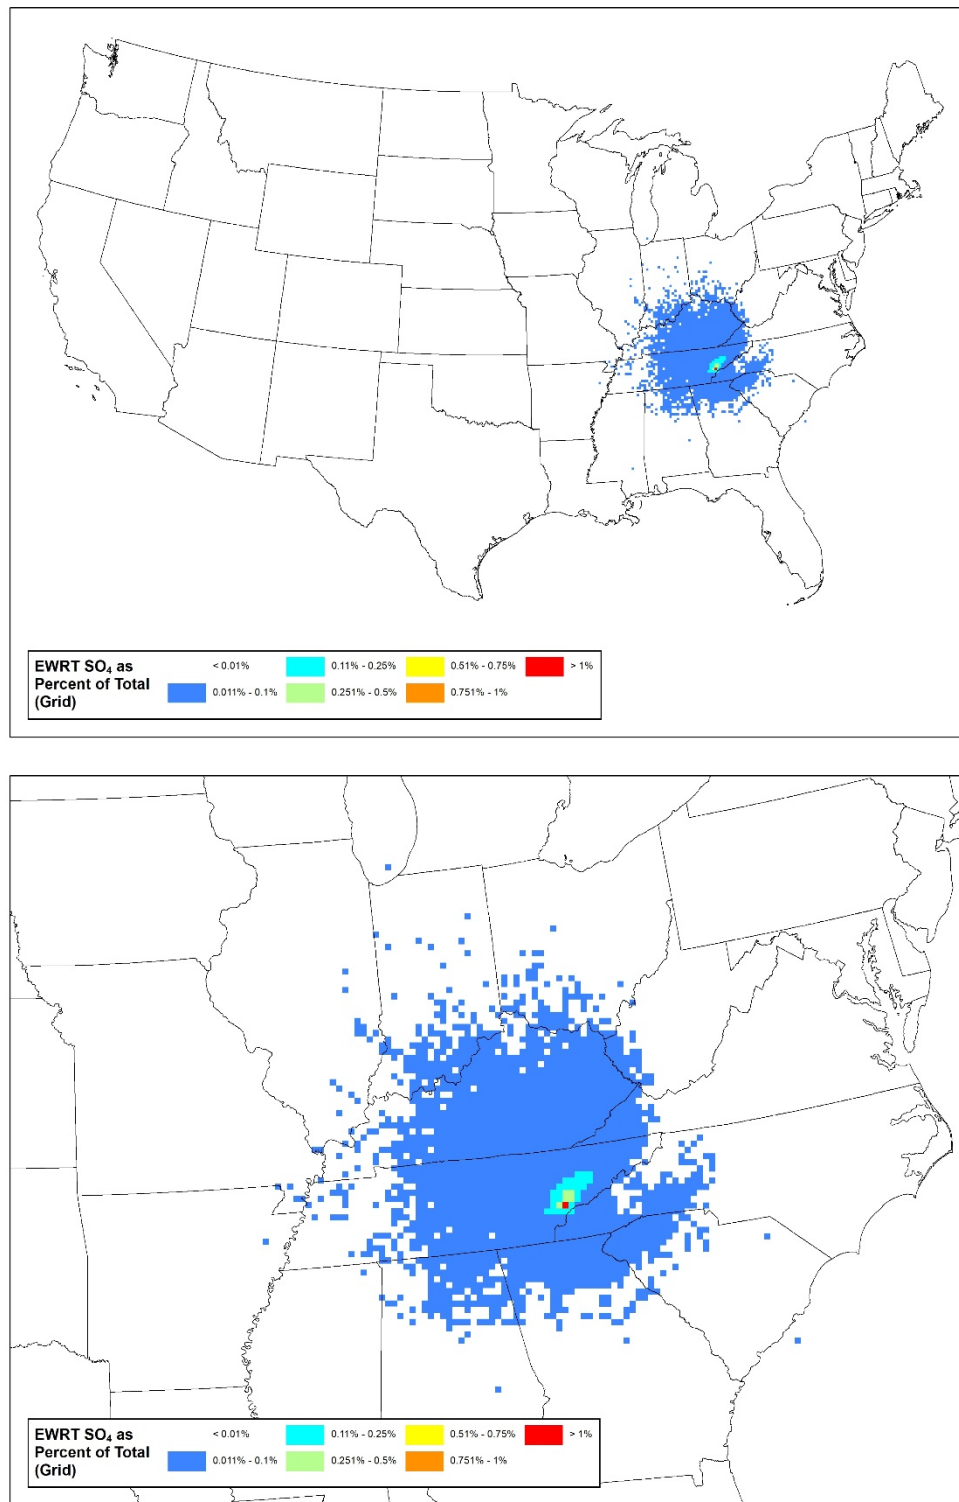 EWRT SO₄ as
Percent of Total
(Grid)
< 0.01%
0.11% - 0.25%
0.51% - 0.75%
> 1%
0.011% - 0.1%
0.251% - 0.5%
0.751% - 1%
EWRT SO₄ as
Percent of Total
(Grid)
< 0.01%
0.11% - 0.25%
0.51% - 0.75%
> 1%
0.011% - 0.1%
0.251% - 0.5%
0.751% - 1%